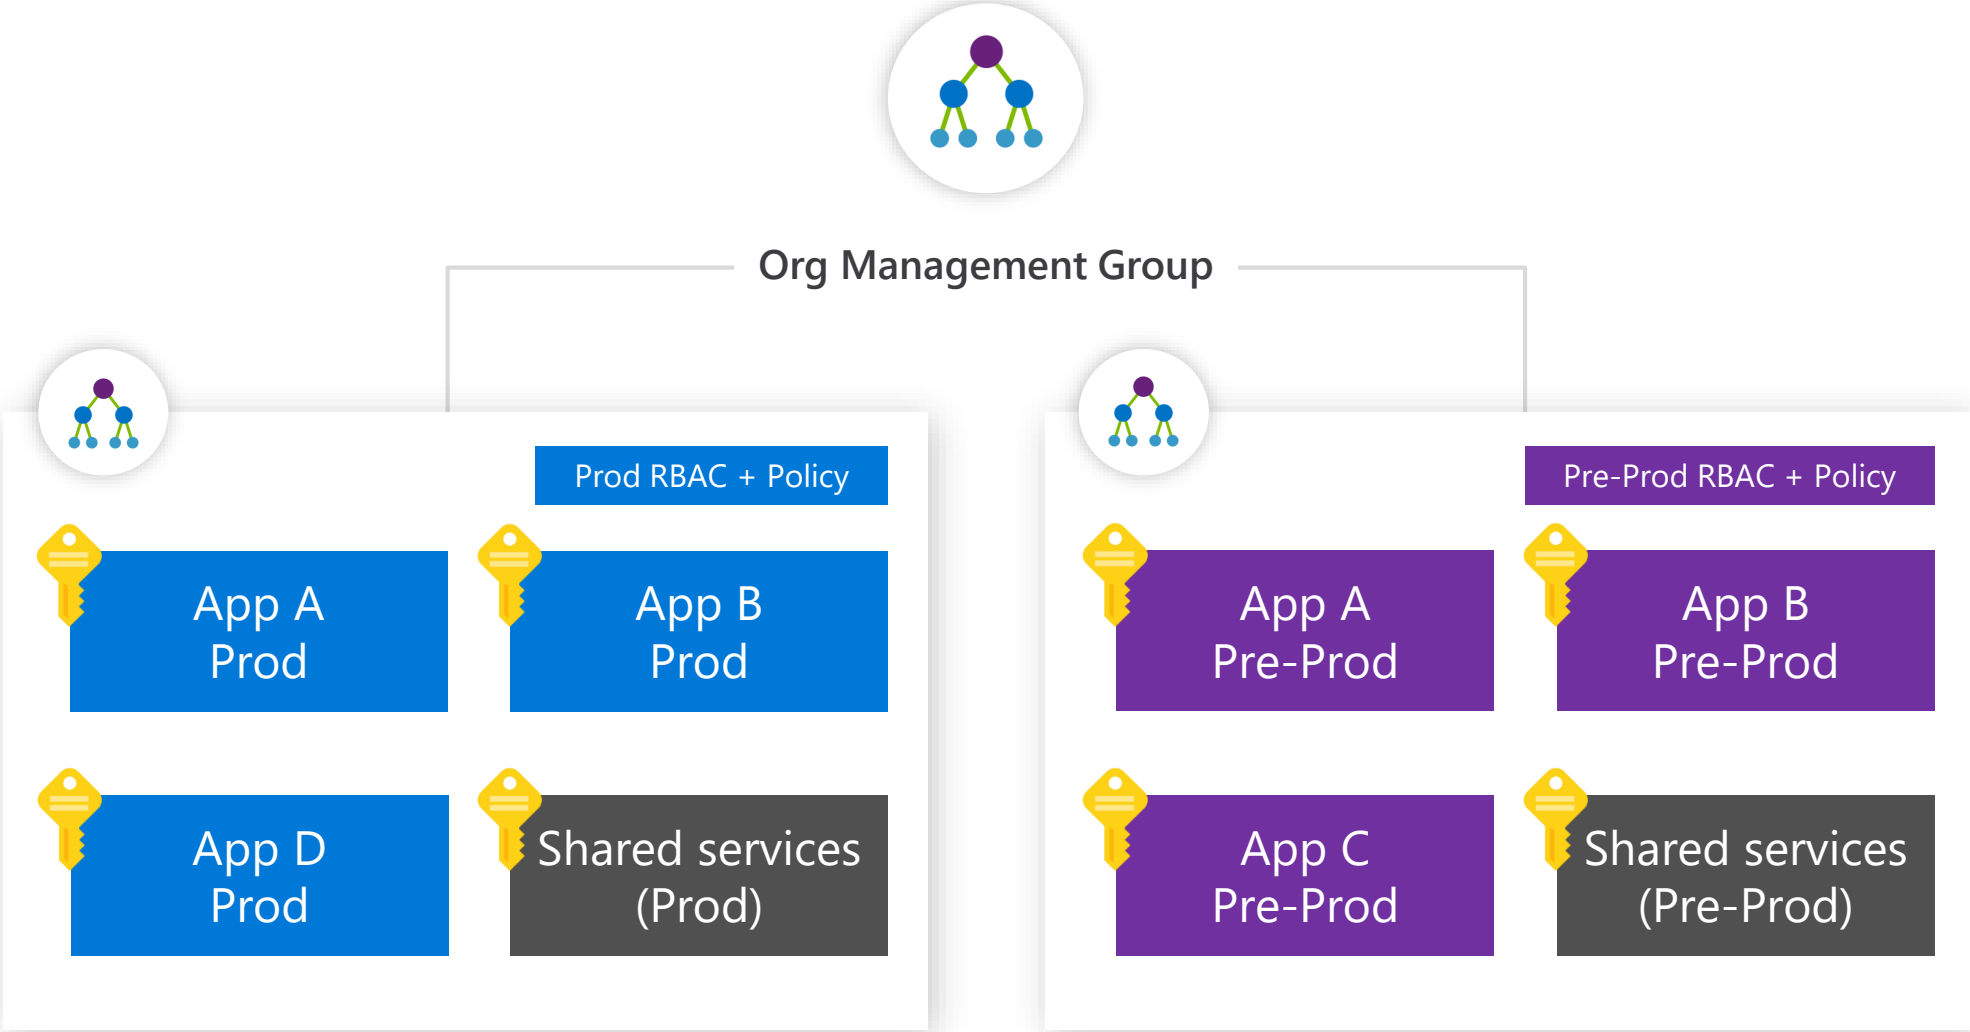 Org Management Group
Prod RBAC + Policy
App A
Prod
App B
Prod
App D
Prod
Shared services
(Prod)
Pre-Prod RBAC + Policy
App A
Pre-Prod
App B
Pre-Prod
App C
Pre-Prod
Shared services
(Pre-Prod)